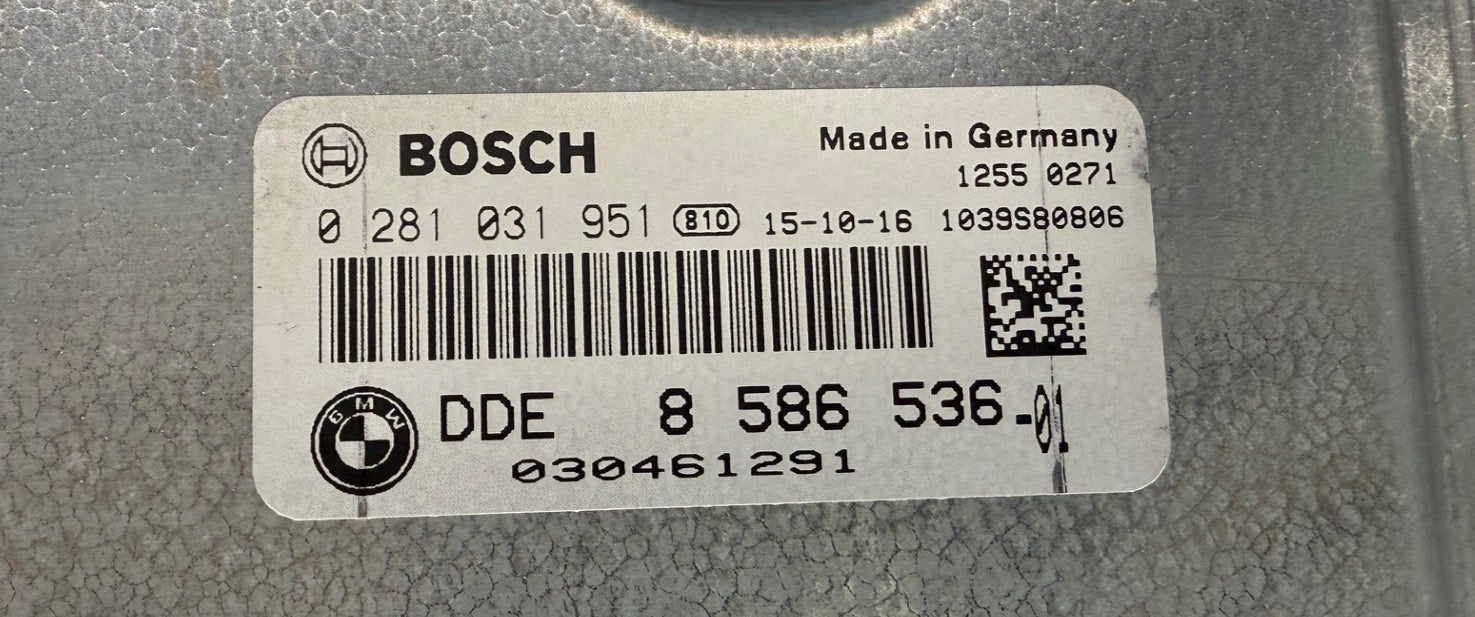 BOSCH
Made in Germany
1255 0271
0 281 031 951 810 15-10-16 1039S80806
BMW DDE 8 586 536.01
030461291